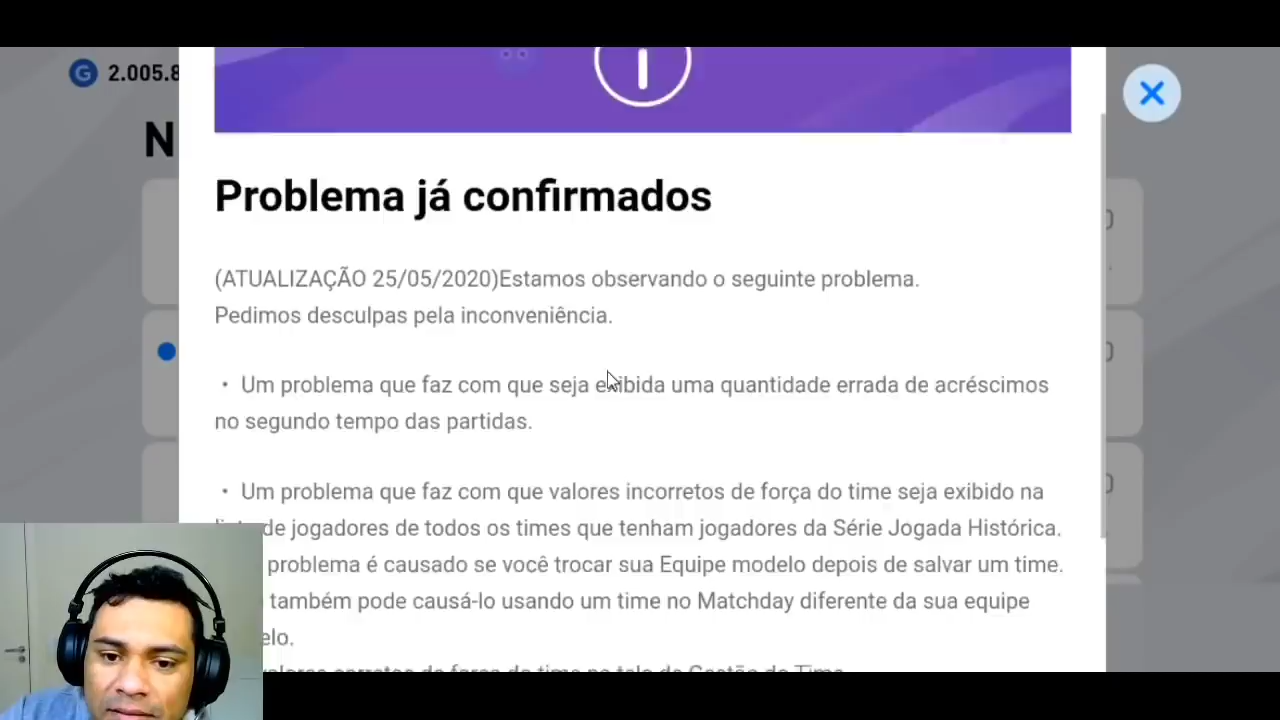 2.005.8
N
Problema já confirmados
(ATUALIZAÇÃO 25/05/2020)Estamos observando o seguinte problema.
Pedimos desculpas pela inconveniência.
・ Um problema que faz com que seja exibida uma quantidade errada de acréscimos
no segundo tempo das partidas.
・ Um problema que faz com que valores incorretos de força do time seja exibido na
de jogadores de todos os times que tenham jogadores da Série Jogada Histórica.
problema é causado se você trocar sua Equipe modelo depois de salvar um time.
também pode causá-lo usando um time no Matchday diferente da sua equipe
elo.